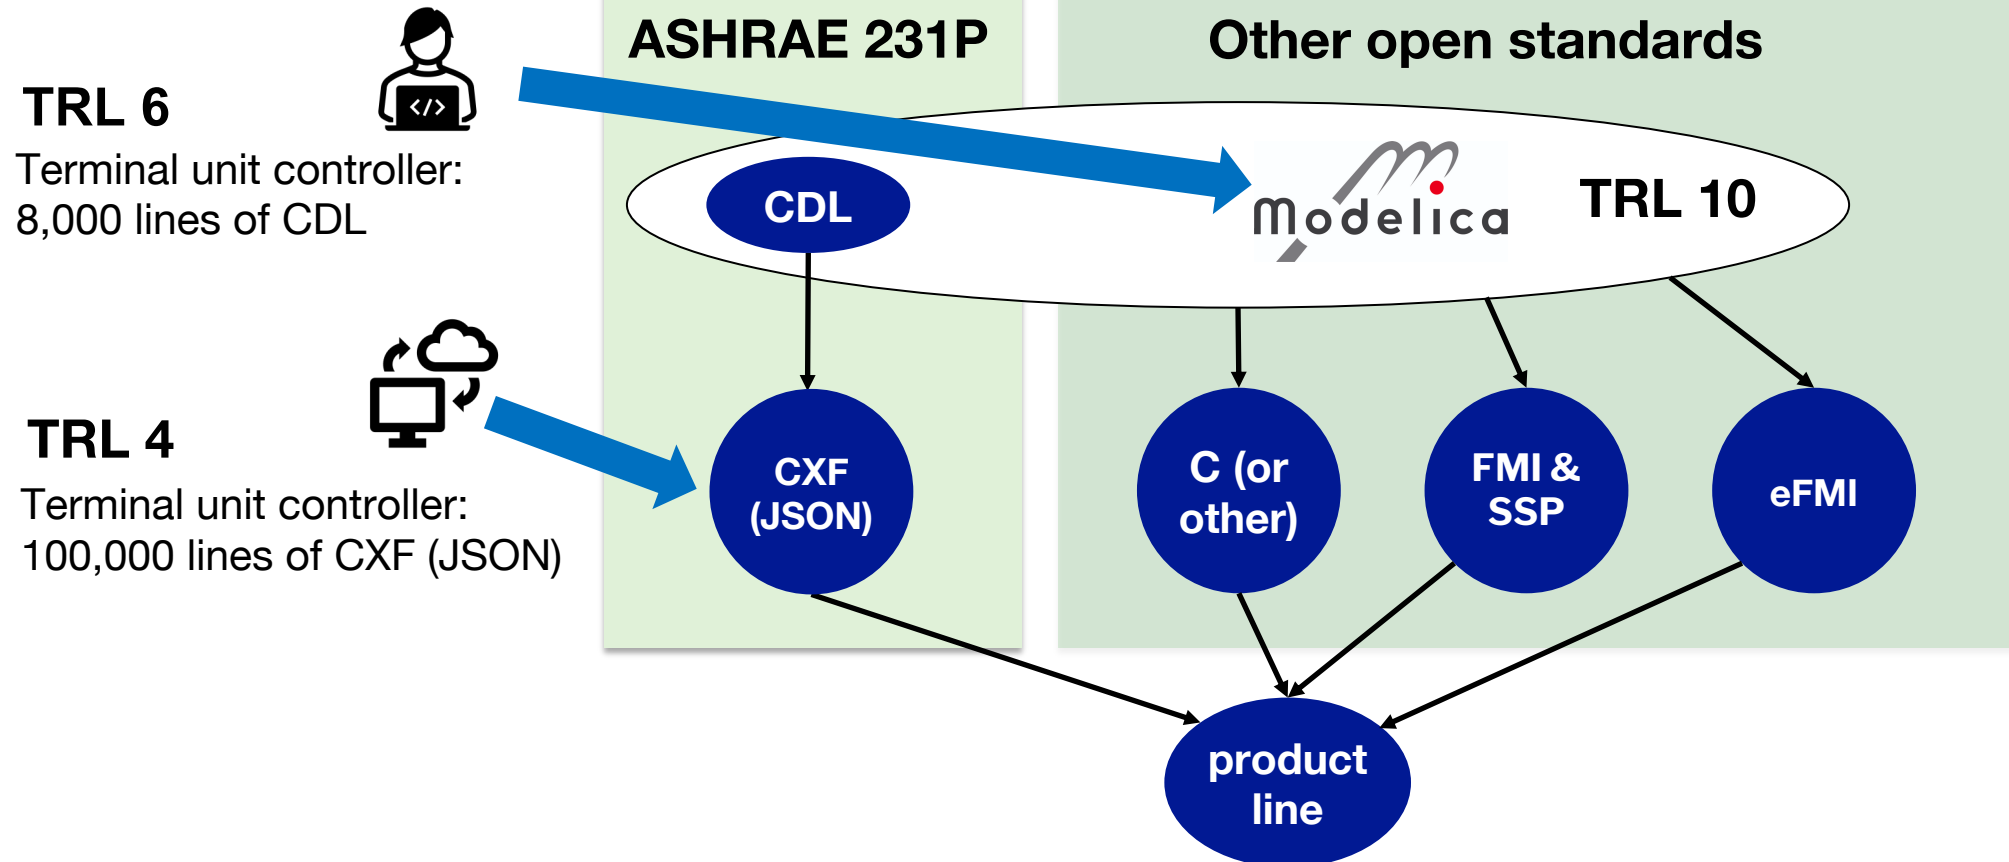 ASHRAE 231P
Other open standards
TRL 6
</>
Terminal unit controller:
8,000 lines of CDL
CDL
Modelica
TRL 10
TRL 4
Terminal unit controller:
100,000 lines of CXF (JSON)
CXF
(JSON)
C (or
other)
FMI &
SSP
eFMI
product
line